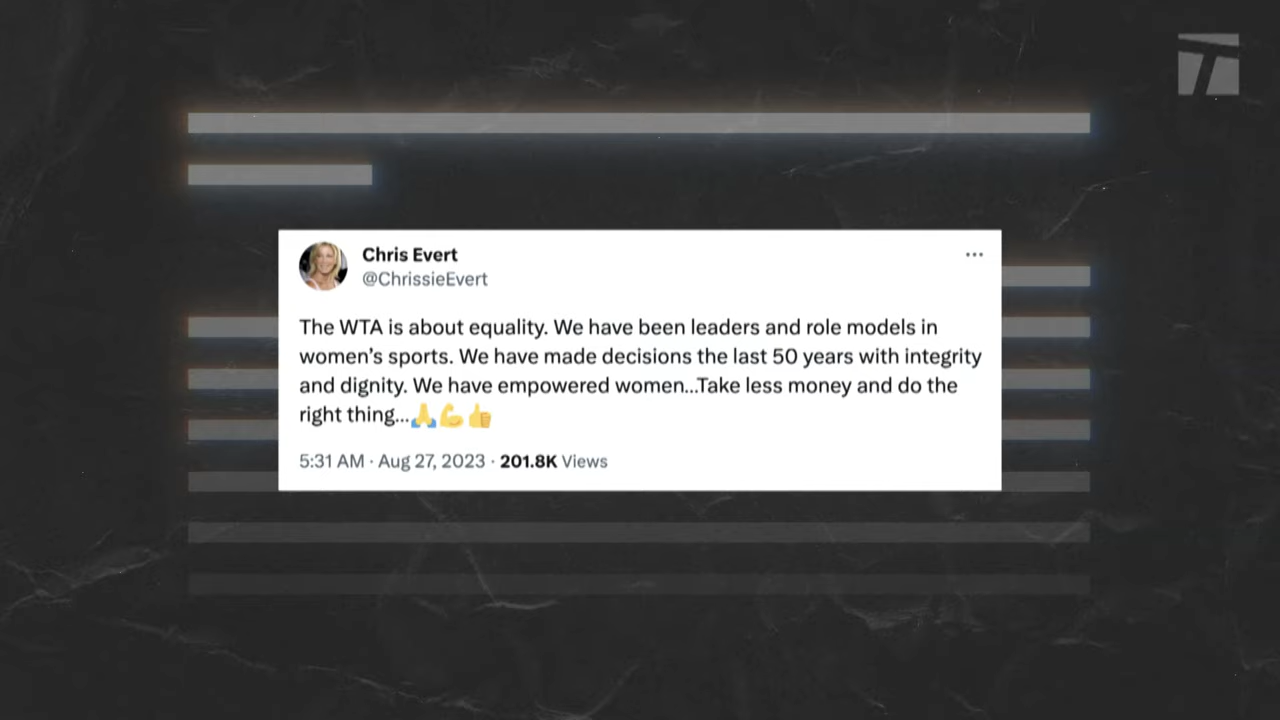 Chris Evert
@ChrissieEvert
The WTA is about equality. We have been leaders and role models in
women’s sports. We have made decisions the last 50 years with integrity
and dignity. We have empowered women...Take less money and do the
right thing...🙏💪👍
5:31 AM · Aug 27, 2023 · 201.8K Views